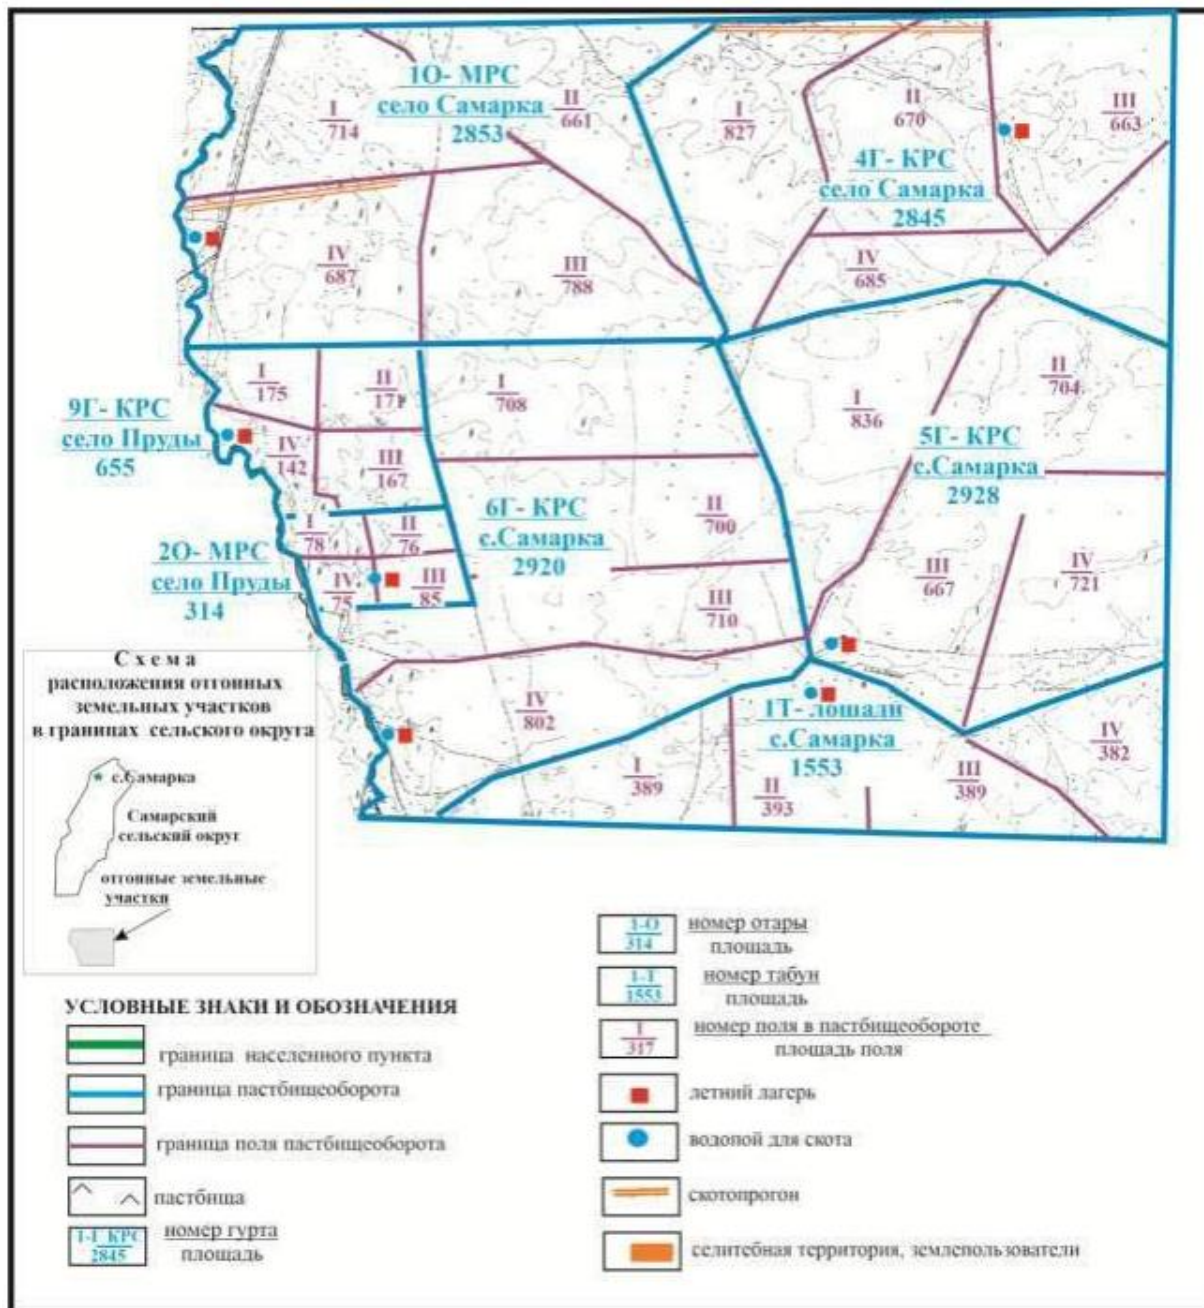 1О- МРС
село Самарка
2853
I
714
II
661
IV
687
III
788
I
827
II
670
III
663
4Г- КРС
село Самарка
2845
IV
685
9Г- КРС
село Пруды
655
I
175
II
171
IV
142
III
167
I
708
I
836
II
704
5Г- КРС
с.Самарка
2928
2О- МРС
село Пруды
314
I
78
II
76
IV
75
III
85
6Г- КРС
с.Самарка
2920
II
700
III
710
III
667
IV
721
IV
802
1Т- лошади
с.Самарка
1553
I
389
II
393
III
389
IV
382
Схема
расположения отгонных
земельных участков
в границах сельского округа
с.Самарка
Самарский
сельский округ
отгонные земельные
участки
УСЛОВНЫЕ ЗНАКИ И ОБОЗНАЧЕНИЯ
граница населенного пункта
граница пастбищеоборота
граница поля пастбищеоборота
пастбища
1-Г КРС
2845
номер гурта
площадь
1-О
314
номер отары
площадь
1-Т
1553
номер табун
площадь
I
317
номер поля в пастбищеобороте
площадь поля
летний лагерь
водопой для скота
скотопрогон
селитебная территория, землепользователи